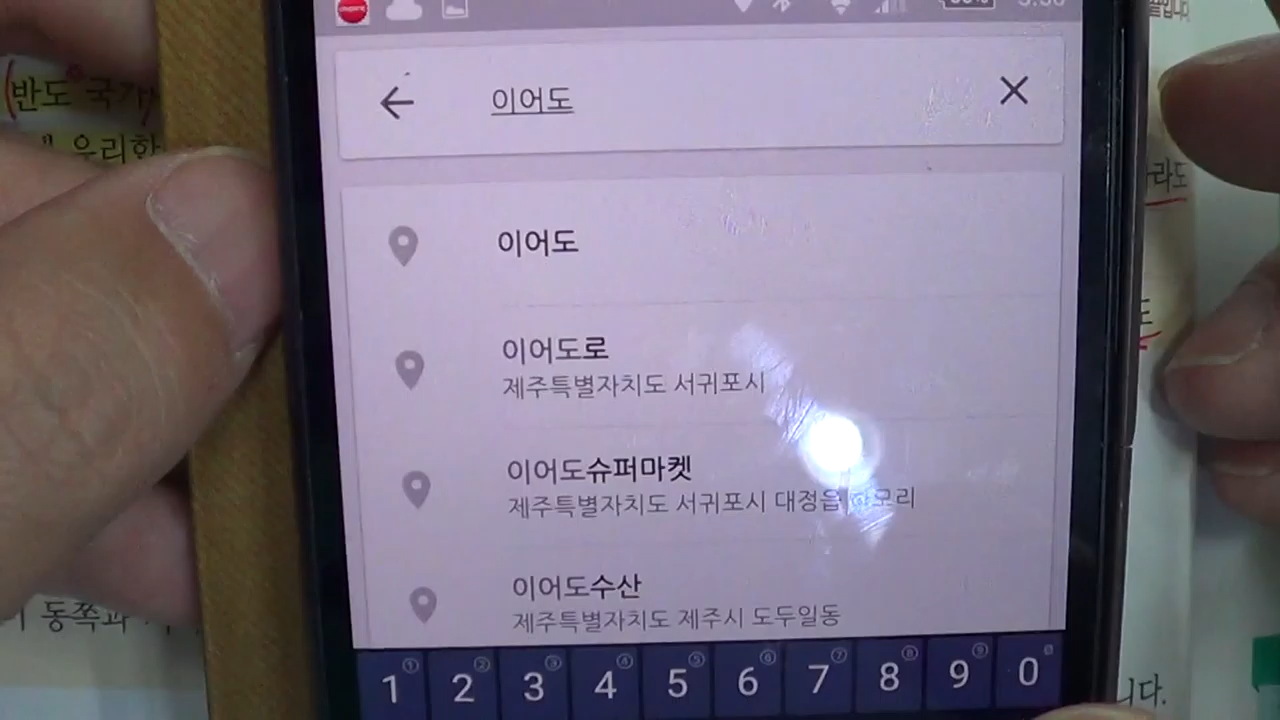 이어도
이어도
이어도로
제주특별자치도 서귀포시
이어도슈퍼마켓
제주특별자치도 서귀포시 대정읍 하모리
이어도수산
제주특별자치도 제주시 도두일동
1 2 3 4 5 6 7 8 9 0
(반도 국가)
우리한
라도
도
동쪽과
니다.